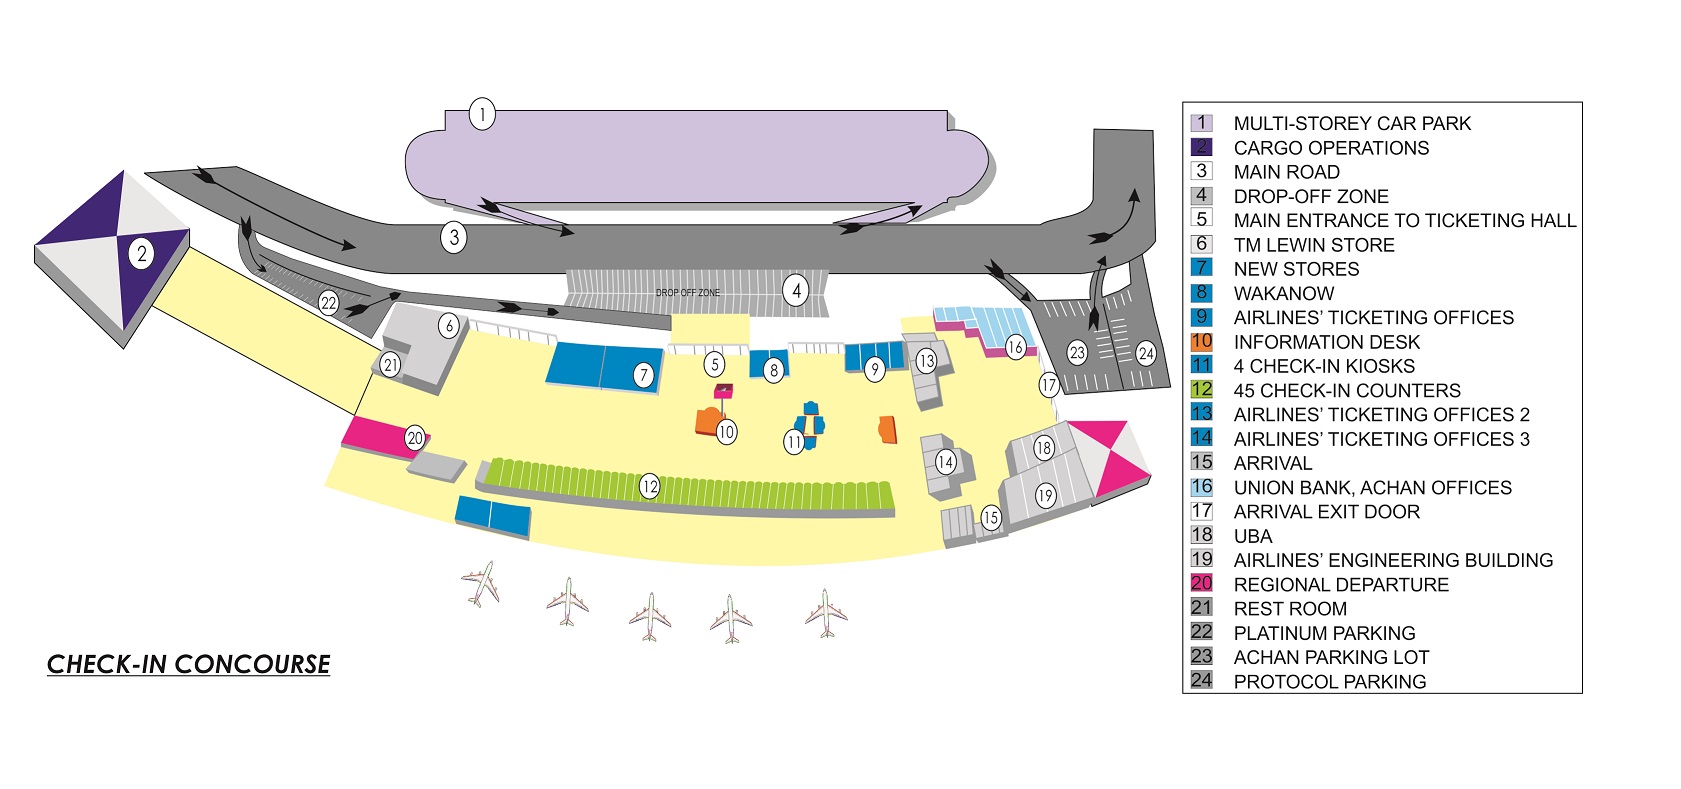 1
2
3
DROP OFF ZONE
4
22
6
21
5
7
8
9
13
16
23
24
17
10
11
20
12
14
18
19
15
CHECK-IN CONCOURSE
1 MULTI-STOREY CAR PARK
2 CARGO OPERATIONS
3 MAIN ROAD
4 DROP-OFF ZONE
5 MAIN ENTRANCE TO TICKETING HALL
6 TM LEWIN STORE
7 NEW STORES
8 WAKANOW
9 AIRLINES’ TICKETING OFFICES
10 INFORMATION DESK
11 4 CHECK-IN KIOSKS
12 45 CHECK-IN COUNTERS
13 AIRLINES’ TICKETING OFFICES 2
14 AIRLINES’ TICKETING OFFICES 3
15 ARRIVAL
16 UNION BANK, ACHAN OFFICES
17 ARRIVAL EXIT DOOR
18 UBA
19 AIRLINES’ ENGINEERING BUILDING
20 REGIONAL DEPARTURE
21 REST ROOM
22 PLATINUM PARKING
23 ACHAN PARKING LOT
24 PROTOCOL PARKING